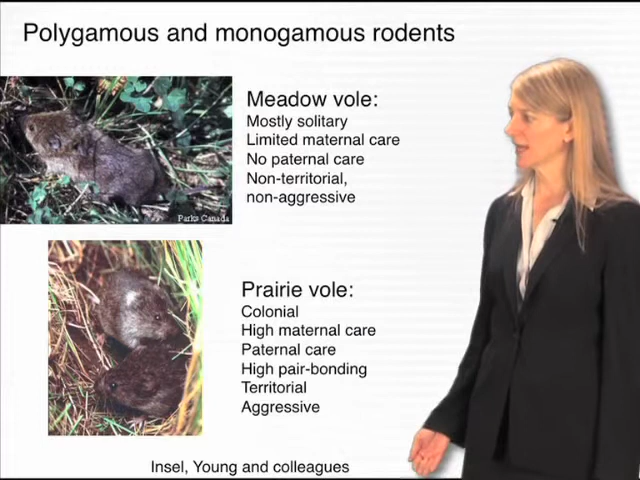 Polygamous and monogamous rodents
Meadow vole:
Mostly solitary
Limited maternal care
No paternal care
Non-territorial,
non-aggressive
Parks Canada
Prairie vole:
Colonial
High maternal care
Paternal care
High pair-bonding
Territorial
Aggressive
Insel, Young and colleagues